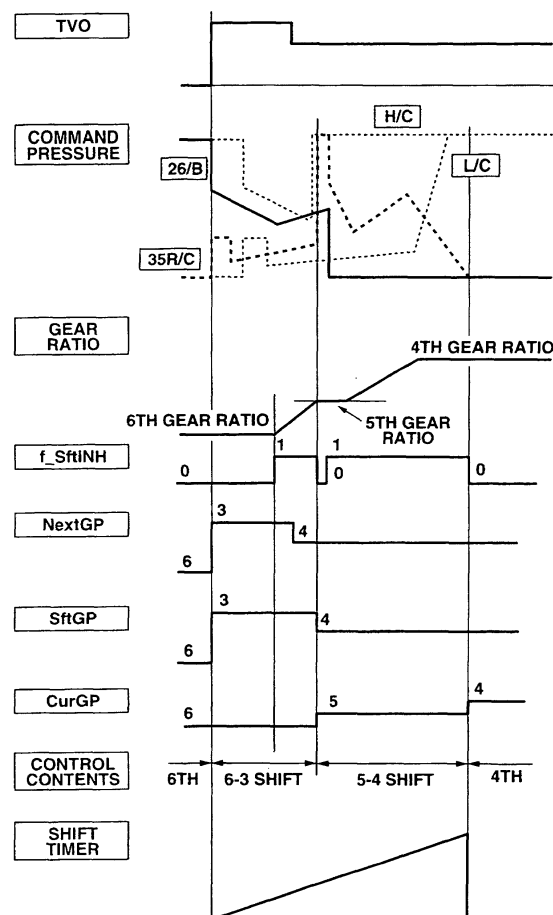 TVO
COMMAND
PRESSURE
H/C
26/B
L/C
35R/C
GEAR
RATIO
4TH GEAR RATIO
6TH GEAR RATIO
5TH GEAR
RATIO
f_SftINH
0
1
0
1
0
NextGP
6
3
4
SftGP
6
3
4
CurGP
6
5
4
CONTROL
CONTENTS
6TH
6-3 SHIFT
5-4 SHIFT
4TH
SHIFT
TIMER